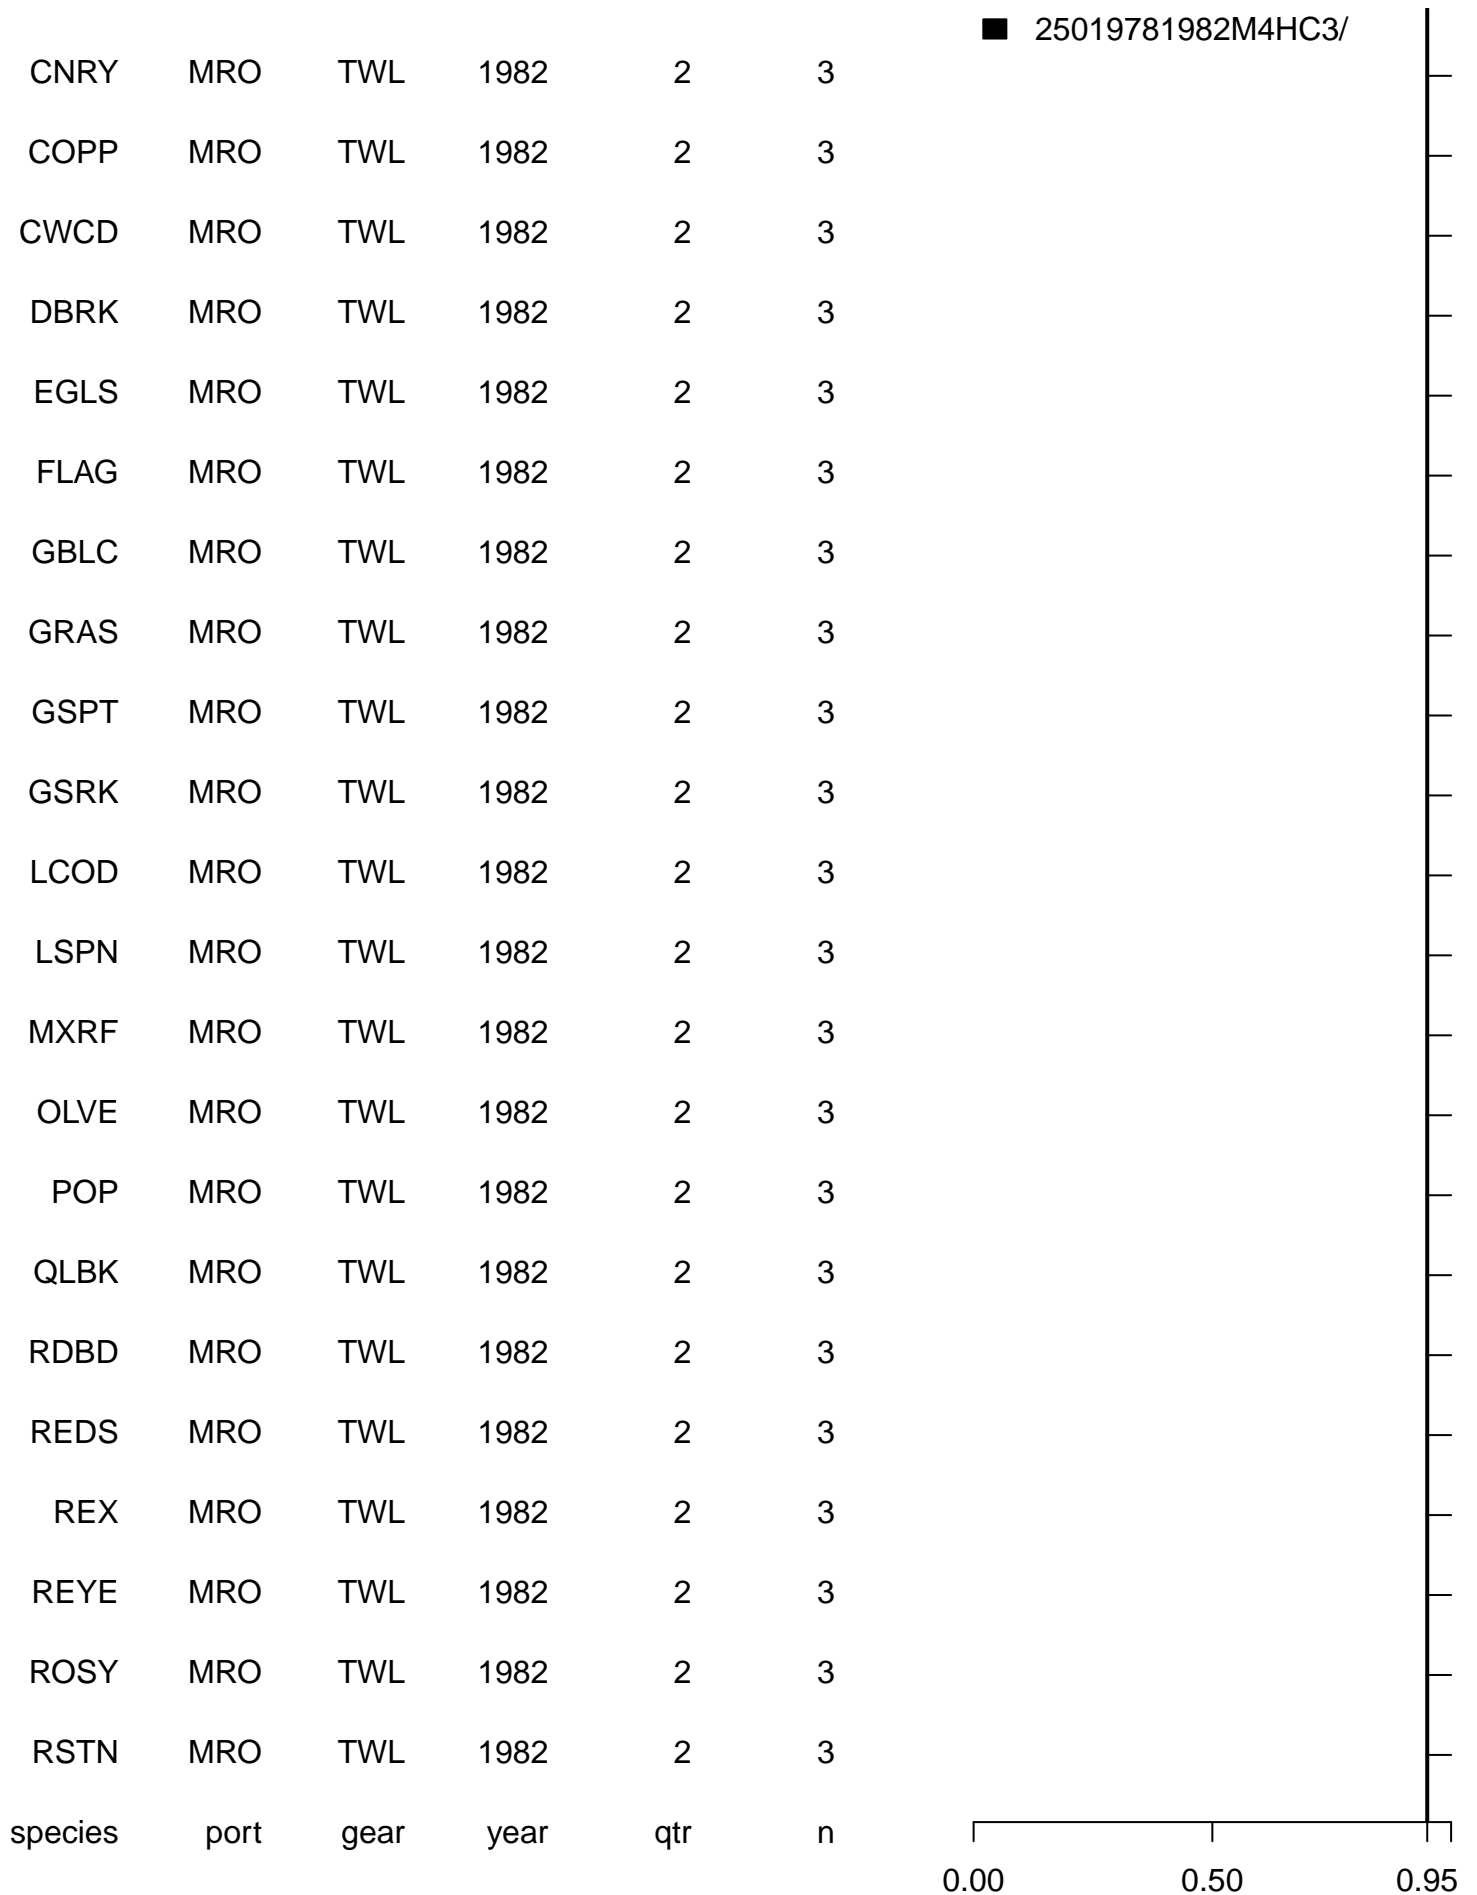 25019781982M4HC3/
CNRY MRO TWL 1982 2 3
COPP MRO TWL 1982 2 3
CWCD MRO TWL 1982 2 3
DBRK MRO TWL 1982 2 3
EGLS MRO TWL 1982 2 3
FLAG MRO TWL 1982 2 3
GBLC MRO TWL 1982 2 3
GRAS MRO TWL 1982 2 3
GSPT MRO TWL 1982 2 3
GSRK MRO TWL 1982 2 3
LCOD MRO TWL 1982 2 3
LSPN MRO TWL 1982 2 3
MXRF MRO TWL 1982 2 3
OLVE MRO TWL 1982 2 3
POP MRO TWL 1982 2 3
QLBK MRO TWL 1982 2 3
RDBD MRO TWL 1982 2 3
REDS MRO TWL 1982 2 3
REX MRO TWL 1982 2 3
REYE MRO TWL 1982 2 3
ROSY MRO TWL 1982 2 3
RSTN MRO TWL 1982 2 3
species port gear year qtr n
0.00 0.50 0.95